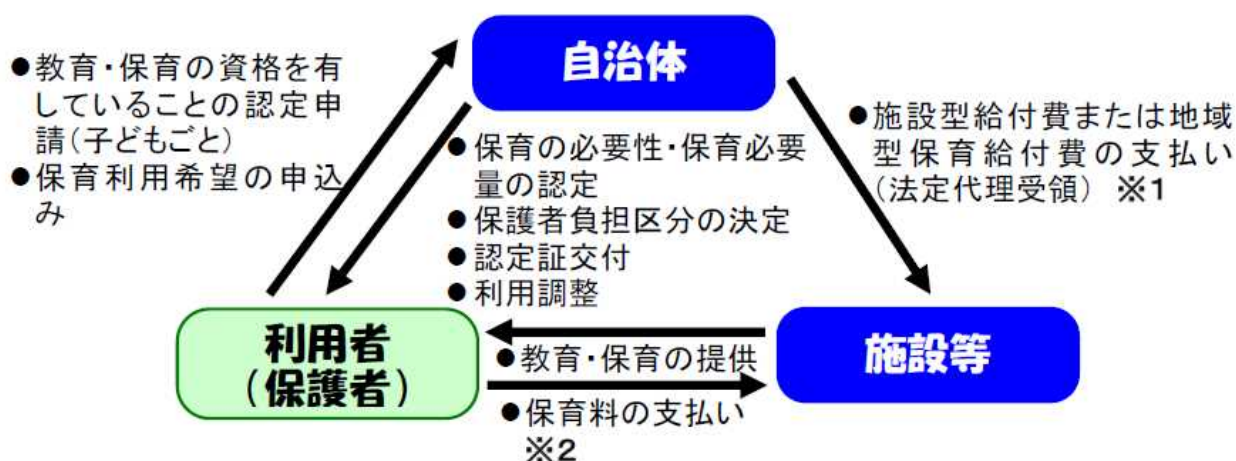 自治体
●教育・保育の資格を有
していることの認定申
請(子どもごと)
●保育利用希望の申込
み
●保育の必要性・保育必要
量の認定
●保護者負担区分の決定
●認定証交付
●利用調整
●施設型給付費または地域
型保育給付費の支払い
(法定代理受領) ※1
利用者
(保護者)
●教育・保育の提供
●保育料の支払い
※2
施設等